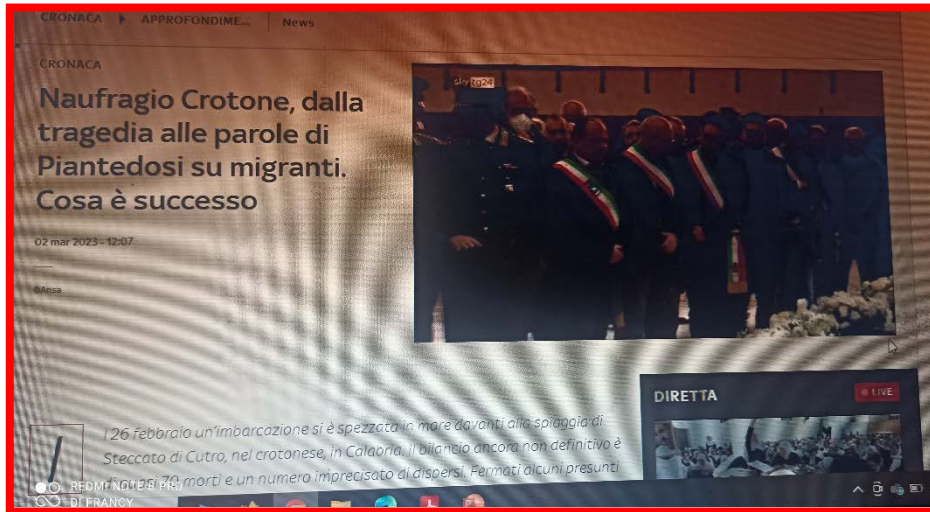 CRONACA APPROFONDIME... News
CRONACA
Naufragio Crotone, dalla
tragedia alle parole di
Piantedosi su migranti.
Cosa è successo
02 mar 2023 - 12:07
@Ansa
sky tg24
DIRETTA
LIVE
I
l 26 febbraio un'imbarcazione si è spezzata in mare davanti alla spiaggia di
Steccato di Cutro, nel crotonese, in Calabria. Il bilancio ancora non definitivo è
di quasi 70 morti e un numero imprecisato di dispersi. Fermati alcuni presunti
REDMI NOTE 8 PRO
DI FRANCY